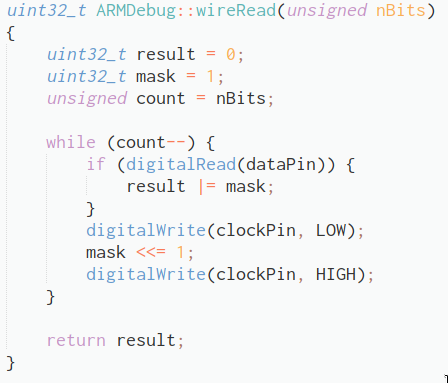 uint32_t ARMDebug::wireRead(unsigned nBits)
{
    uint32_t result = 0;
    uint32_t mask = 1;
    unsigned count = nBits;

    while (count--) {
        if (digitalRead(dataPin)) {
            result |= mask;
        }
        digitalWrite(clockPin, LOW);
        mask <<= 1;
        digitalWrite(clockPin, HIGH);
    }

    return result;
}